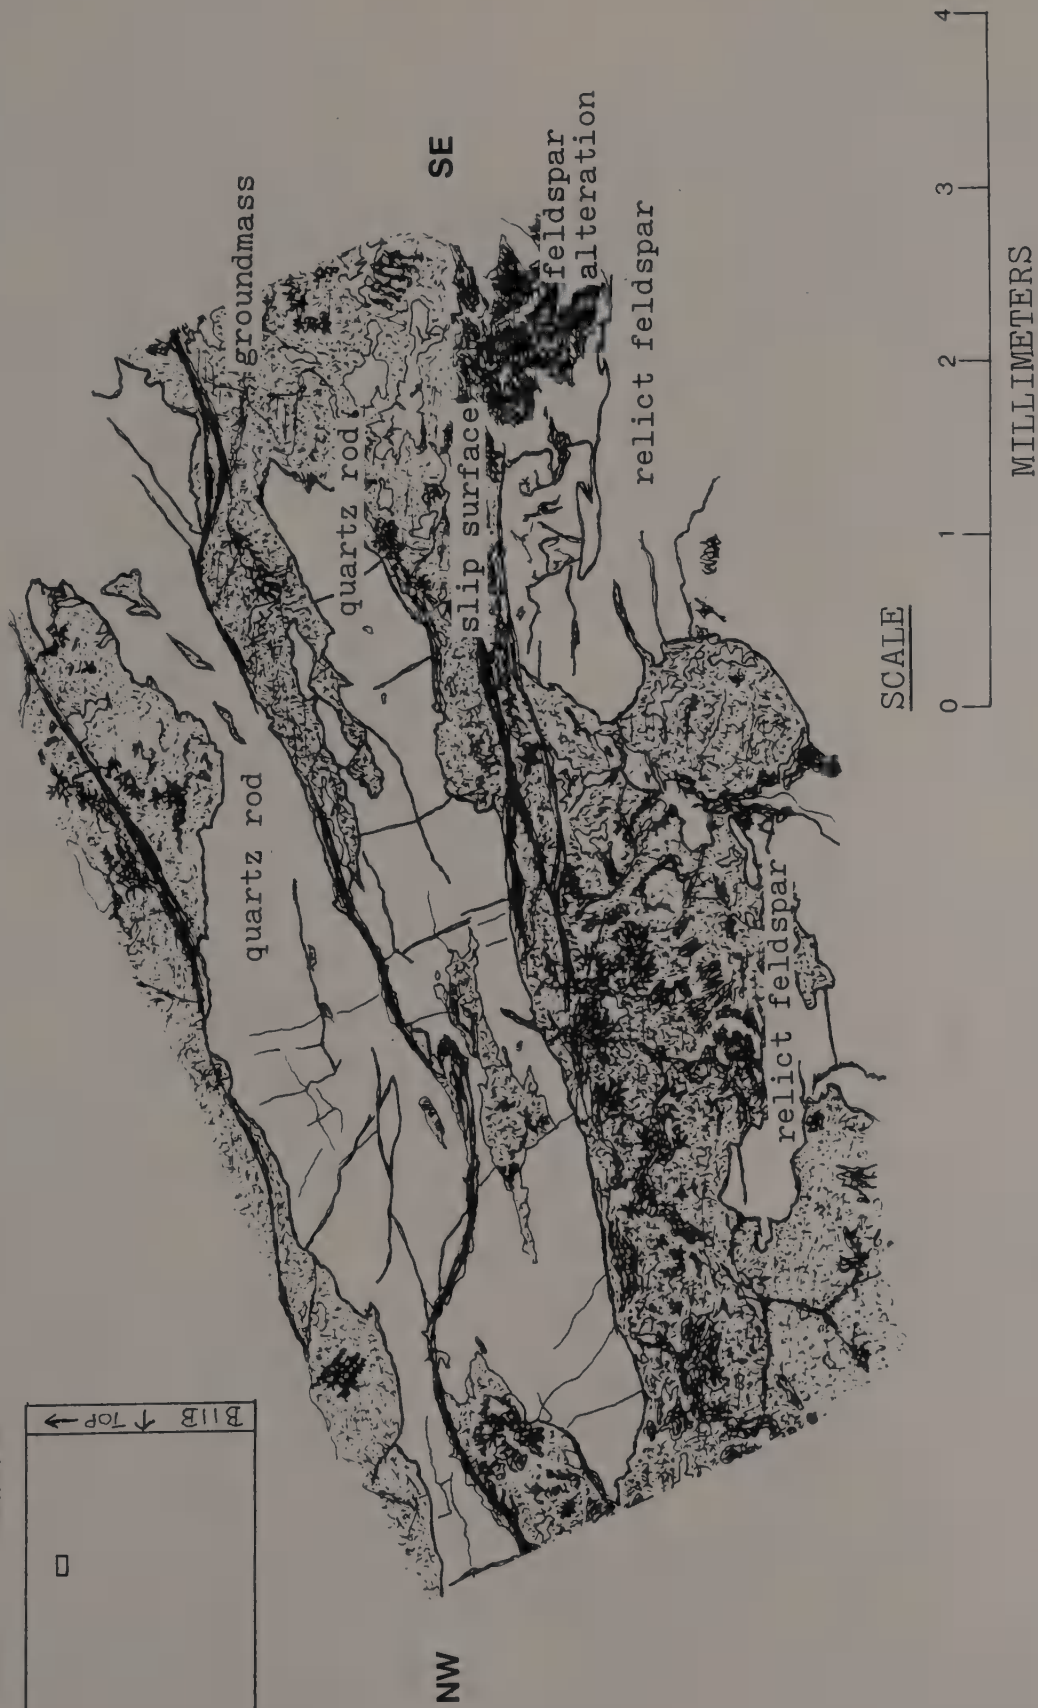 B11B ↑ TOP →
groundmass
SE
quartz rod
quartz rod
slip surface
feldspar
alteration
relict feldspar
relict feldspar
NW
SCALE
0 1 2 3 4
MILLIMETERS